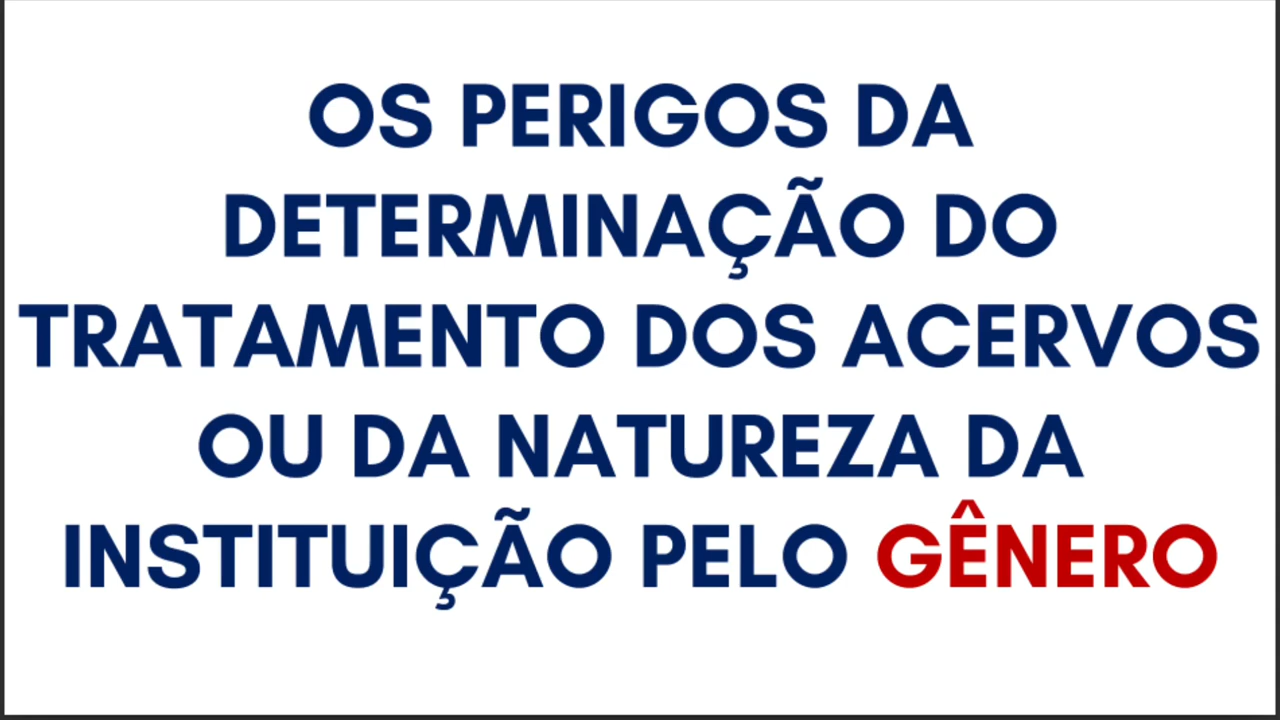 OS PERIGOS DA
DETERMINAÇÃO DO
TRATAMENTO DOS ACERVOS
OU DA NATUREZA DA
INSTITUIÇÃO PELO GÊNERO